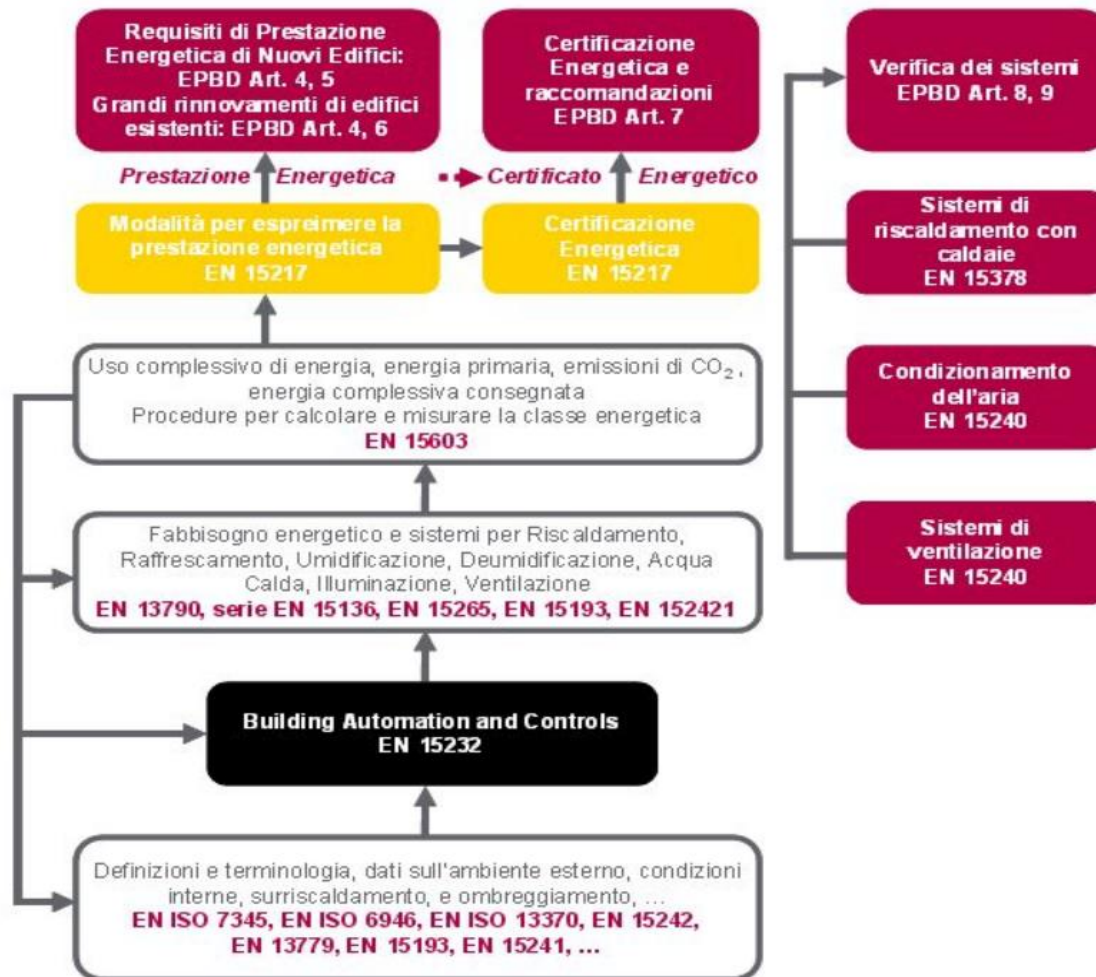 Requisiti di Prestazione
Energetica di Nuovi Edifici:
EPBD Art. 4, 5
Grandi rinnovamenti di edifici
esistenti: EPBD Art. 4, 6
Certificazione
Energetica e
raccomandazioni
EPBD Art. 7
Verifica dei sistemi
EPBD Art. 8, 9
Prestazione Energetica
Certificato Energetico
Modalità per espreimere la
prestazione energetica
EN 15217
Certificazione
Energetica
EN 15217
Sistemi di
riscaldamento con
caldaie
EN 15378
Uso complessivo di energia, energia primaria, emissioni di CO₂,
energia complessiva consegnata
Procedure per calcolare e misurare la classe energetica
EN 15603
Condizionamento
dell'aria
EN 15240
Fabbisogno energetico e sistemi per Riscaldamento,
Raffrescamento, Umidificazione, Deumidificazione, Acqua
Calda, Illuminazione, Ventilazione
EN 13790, serie EN 15136, EN 15265, EN 15193, EN 152421
Sistemi di
ventilazione
EN 15240
Building Automation and Controls
EN 15232
Definizioni e terminologia, dati sull'ambiente esterno, condizioni
interne, surriscaldamento, e ombreggiamento, ...
EN ISO 7345, EN ISO 6946, EN ISO 13370, EN 15242,
EN 13779, EN 15193, EN 15241, ...